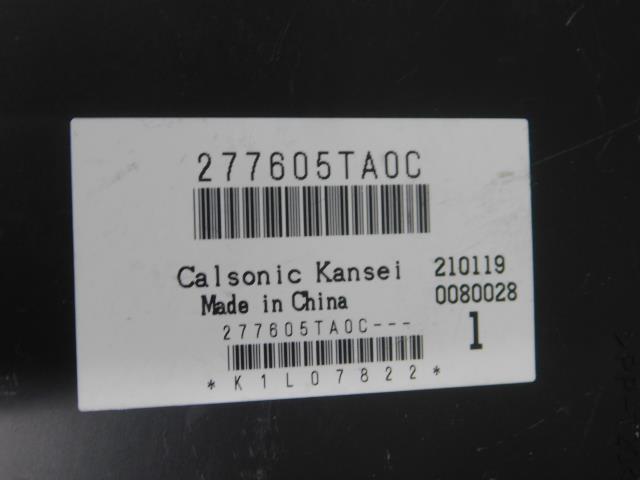 277605TA0C
Calsonic Kansei 210119
Made in China 0080028
277605TA0C--- 1
*K1L07822*